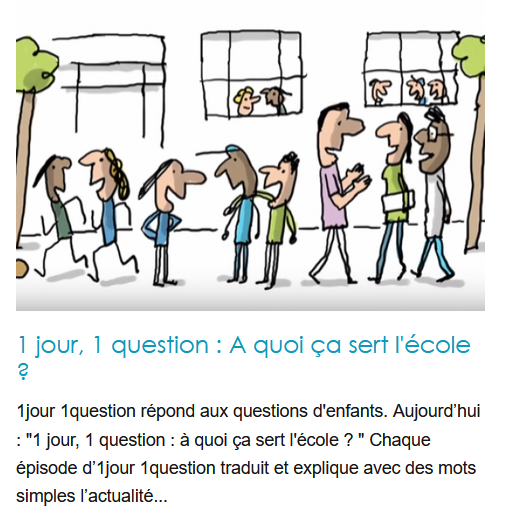 1 jour, 1 question : A quoi ça sert l'école
?
1jour 1question répond aux questions d'enfants. Aujourd’hui
: "1 jour, 1 question : à quoi ça sert l'école ? " Chaque
épisode d’1jour 1question traduit et explique avec des mots
simples l’actualité...